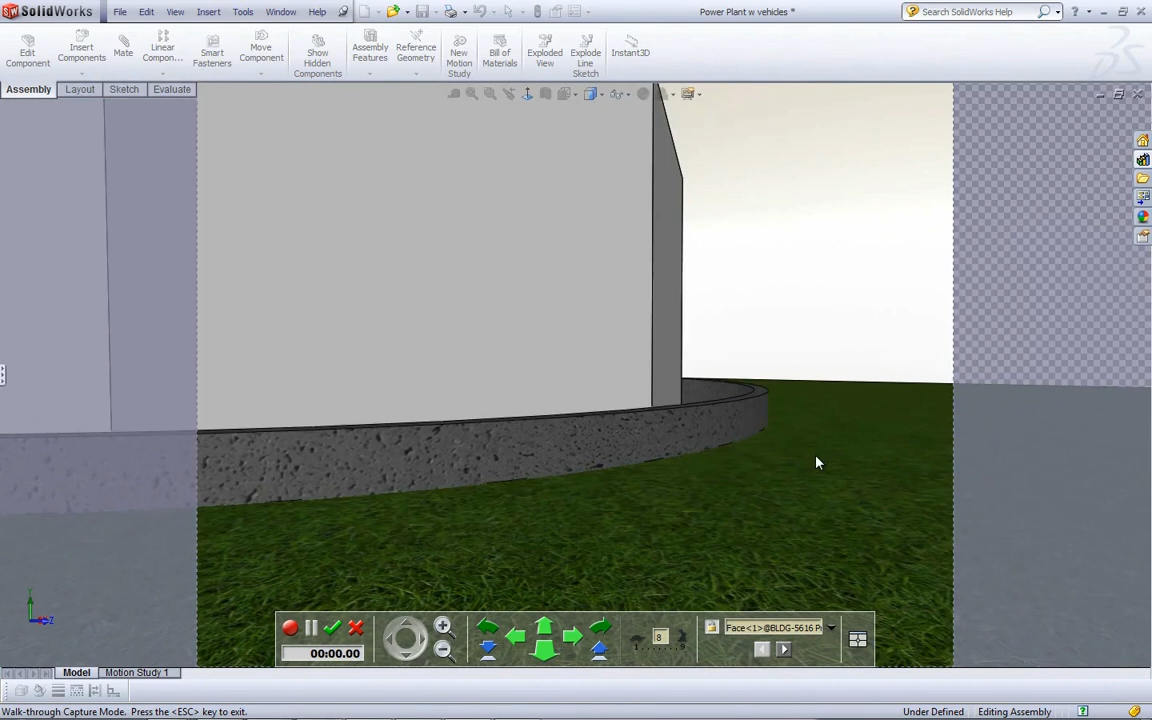 SolidWorks File Edit View Insert Tools Window Help Power Plant w vehicles * Search SolidWorks Help
Edit Component
Insert Components
Mate
Linear Compon...
Smart Fasteners
Move Component
Show Hidden Components
Assembly Features
Reference Geometry
New Motion Study
Bill of Materials
Exploded View
Explode Line Sketch
Instant3D
Assembly Layout Sketch Evaluate
Y
Z
8
1 9
Face<1>@BLDG-5616 P
00:00.00
Model Motion Study 1
Walk-through Capture Mode. Press the <ESC> key to exit. Under Defined Editing Assembly